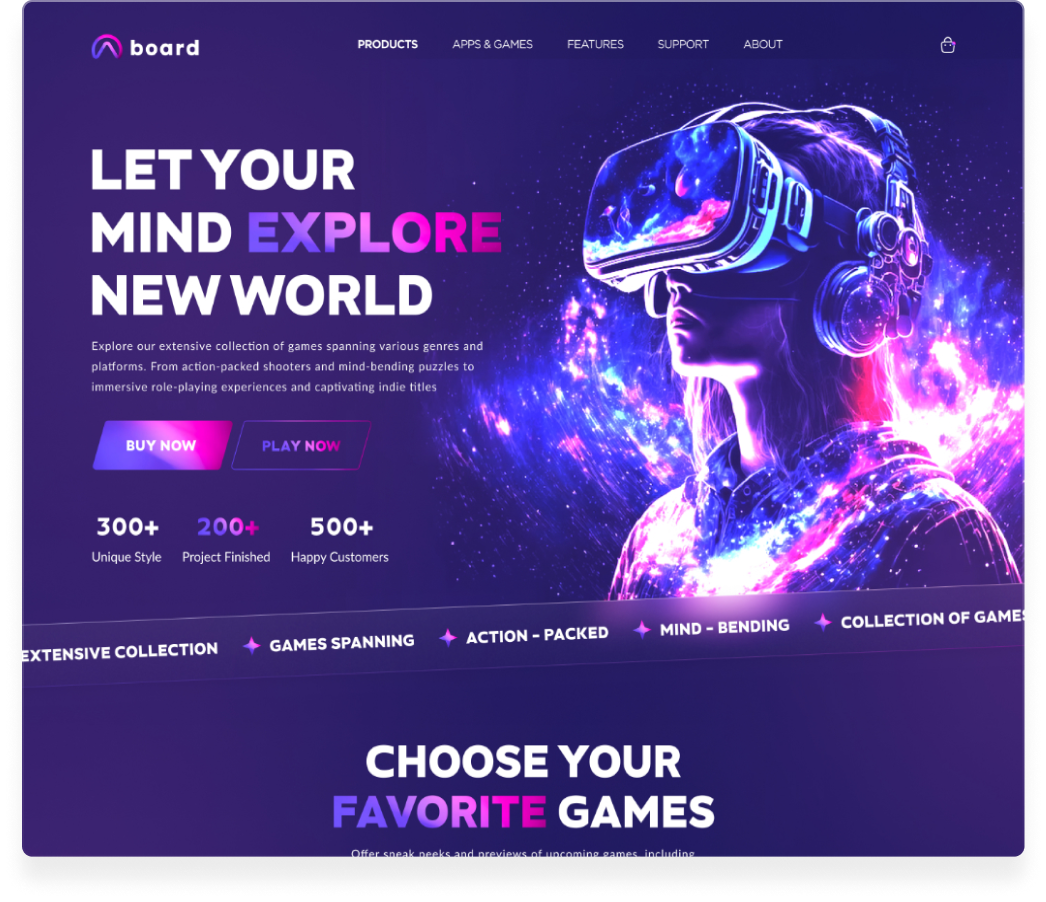 board
PRODUCTS
APPS & GAMES
FEATURES
SUPPORT
ABOUT
LET YOUR
MIND EXPLORE
NEW WORLD
Explore our extensive collection of games spanning various genres and
platforms. From action-packed shooters and mind-bending puzzles to
immersive role-playing experiences and captivating indie titles
BUY NOW
PLAY NOW
300+
Unique Style
200+
Project Finished
500+
Happy Customers
EXTENSIVE COLLECTION
GAMES SPANNING
ACTION - PACKED
MIND - BENDING
COLLECTION OF GAMES
CHOOSE YOUR
FAVORITE GAMES
Offer sneak peeks and previews of upcoming games, including